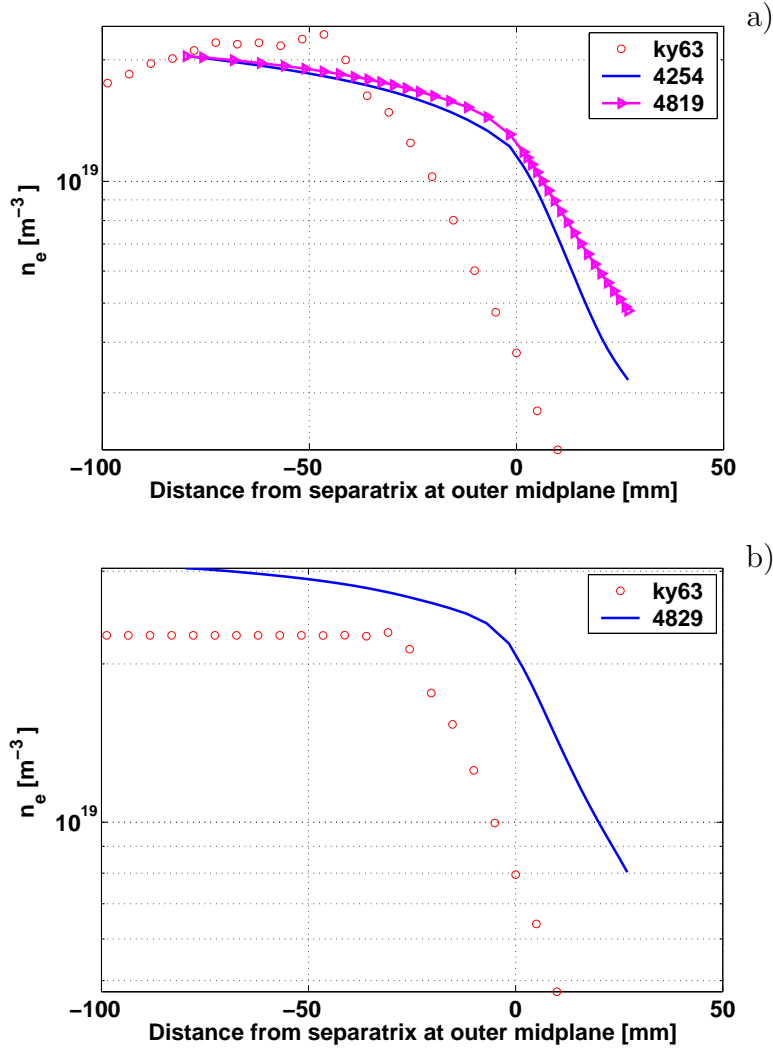 a)
ky63
4254
4819
10^19
n_e [m^−3]
−100 −50 0 50
Distance from separatrix at outer midplane [mm]
b)
ky63
4829
10^19
n_e [m^−3]
−100 −50 0 50
Distance from separatrix at outer midplane [mm]